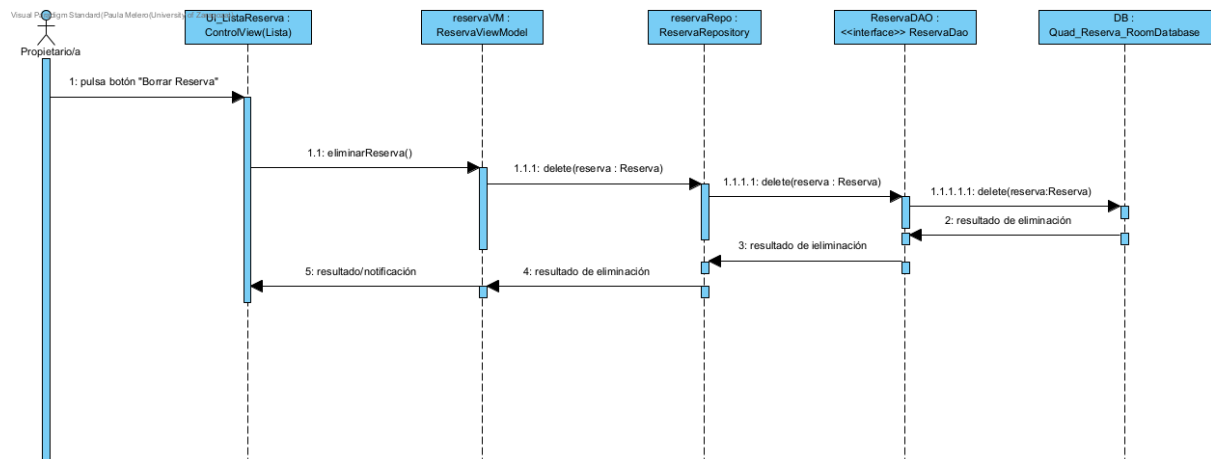 Visual Paradigm Standard(Paula Melero(University of Zaragoza))
Propietario/a
UI_ListaReserva :
ControlView(Lista)
reservaVM :
ReservaViewModel
reservaRepo :
ReservaRepository
ReservaDAO :
<<interface>> ReservaDao
DB :
Quad_Reserva_RoomDatabase
1: pulsa botón "Borrar Reserva"
1.1: eliminarReserva()
1.1.1: delete(reserva : Reserva)
1.1.1.1: delete(reserva : Reserva)
1.1.1.1.1: delete(reserva:Reserva)
2: resultado de eliminación
3: resultado de ieliminación
4: resultado de eliminación
5: resultado/notificación